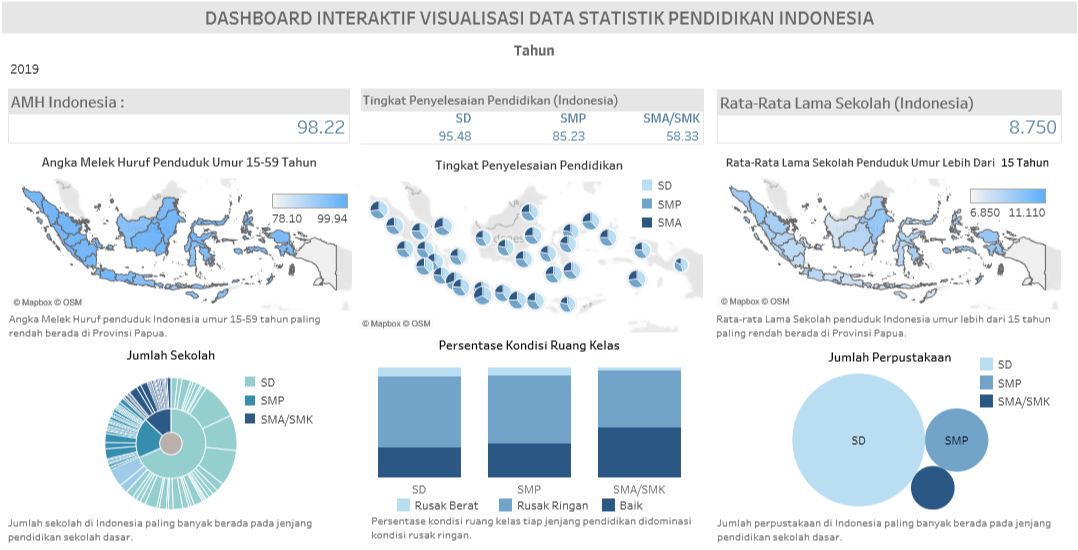 DASHBOARD INTERAKTIF VISUALISASI DATA STATISTIK PENDIDIKAN INDONESIA
Tahun
2019
AMH Indonesia :
98.22
Tingkat Penyelesaian Pendidikan (Indonesia)
SD SMP SMA/SMK
95.48 85.23 58.33
Rata-Rata Lama Sekolah (Indonesia)
8.750
Angka Melek Huruf Penduduk Umur 15-59 Tahun
78.10 99.94
© Mapbox © OSM
Angka Melek Huruf penduduk Indonesia umur 15-59 tahun paling
rendah berada di Provinsi Papua.
Tingkat Penyelesaian Pendidikan
SD
SMP
SMA
© Mapbox © OSM
Rata-Rata Lama Sekolah Penduduk Umur Lebih Dari 15 Tahun
6.850 11.110
© Mapbox © OSM
Rata-rata Lama Sekolah penduduk Indonesia umur lebih dari 15 tahun
paling rendah berada di Provinsi Papua.
Jumlah Sekolah
SD
SMP
SMA/SMK
Jumlah sekolah di Indonesia paling banyak berada pada jenjang
pendidikan sekolah dasar.
Persentase Kondisi Ruang Kelas
SD SMP SMA/SMK
Rusak Berat Rusak Ringan Baik
Persentase kondisi ruang kelas tiap jenjang pendidikan didominasi
kondisi rusak ringan.
Jumlah Perpustakaan
SD
SMP
SMA/SMK
SD SMP
Jumlah perpustakaan di Indonesia paling banyak berada pada jenjang
pendidikan sekolah dasar.